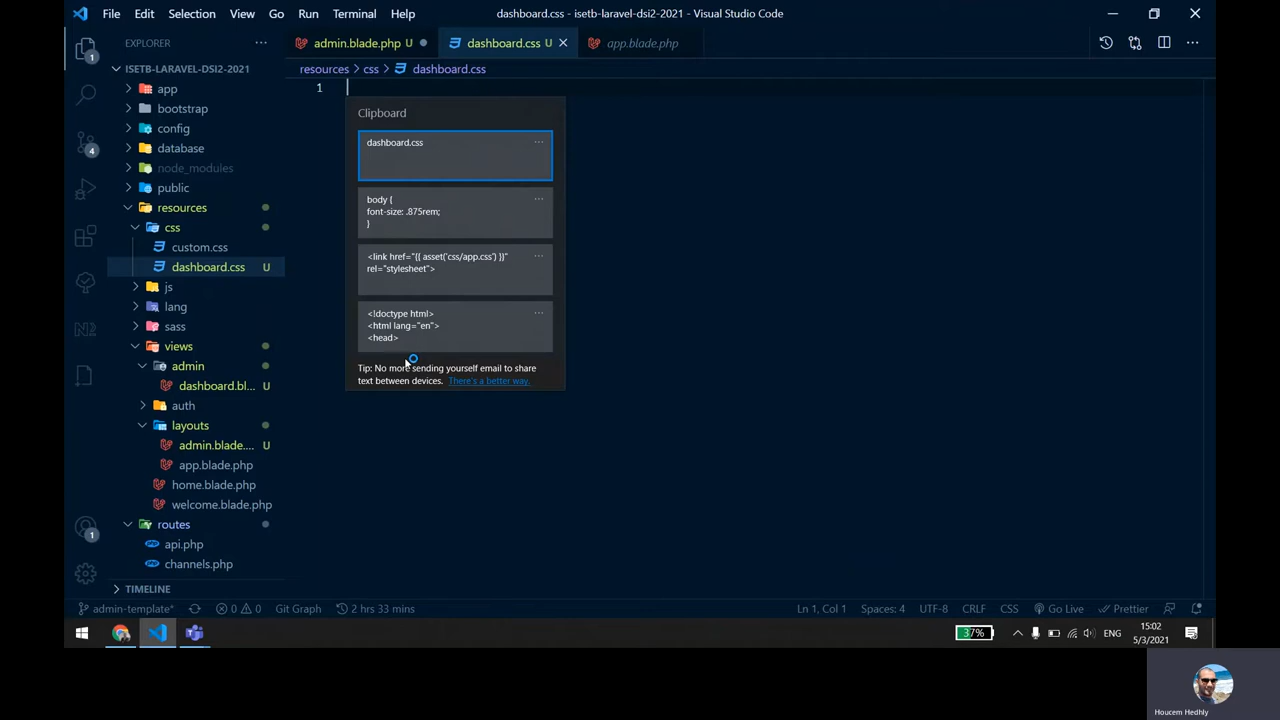 File Edit Selection View Go Run Terminal Help
dashboard.css - isetb-laravel-dsi2-2021 - Visual Studio Code
EXPLORER
admin.blade.php U
dashboard.css U
app.blade.php
ISETB-LARAVEL-DSI2-2021
resources > css > dashboard.css
1
app
bootstrap
config
database
node_modules
public
resources
css
custom.css
dashboard.css U
js
lang
sass
views
admin
dashboard.bl... U
auth
layouts
admin.blade.... U
app.blade.php
home.blade.php
welcome.blade.php
routes
api.php
channels.php
TIMELINE
1
4
N2
1
Clipboard
dashboard.css
body {
font-size: .875rem;
}
<link href="{{ asset('css/app.css') }}"
rel="stylesheet">
<!doctype html>
<html lang="en">
<head>
Tip: No more sending yourself email to share
text between devices. There's a better way.
admin-template* 0 0 Git Graph 2 hrs 33 mins
Ln 1, Col 1 Spaces: 4 UTF-8 CRLF CSS Go Live Prettier
37% ENG
15:02
5/3/2021
Houcem Hedhly